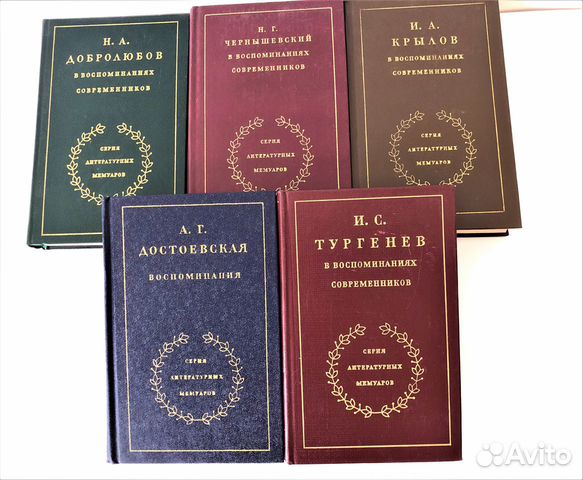 Н. А.
ДОБРОЛЮБОВ
В ВОСПОМИНАНИЯХ
СОВРЕМЕННИКОВ
СЕРИЯ
ЛИТЕРАТУРНЫХ
МЕМУАРОВ
Н. Г.
ЧЕРНЫШЕВСКИЙ
В ВОСПОМИНАНИЯХ
СОВРЕМЕННИКОВ
СЕРИЯ
ЛИТЕРАТУРНЫХ
МЕМУАРОВ
И. А.
КРЫЛОВ
В ВОСПОМИНАНИЯХ
СОВРЕМЕННИКОВ
СЕРИЯ
ЛИТЕРАТУРНЫХ
МЕМУАРОВ
А. Г.
ДОСТОЕВСКАЯ
ВОСПОМИНАНИЯ
СЕРИЯ
ЛИТЕРАТУРНЫХ
МЕМУАРОВ
И. С.
ТУРГЕНЕВ
В ВОСПОМИНАНИЯХ
СОВРЕМЕННИКОВ
СЕРИЯ
ЛИТЕРАТУРНЫХ
МЕМУАРОВ
Avito